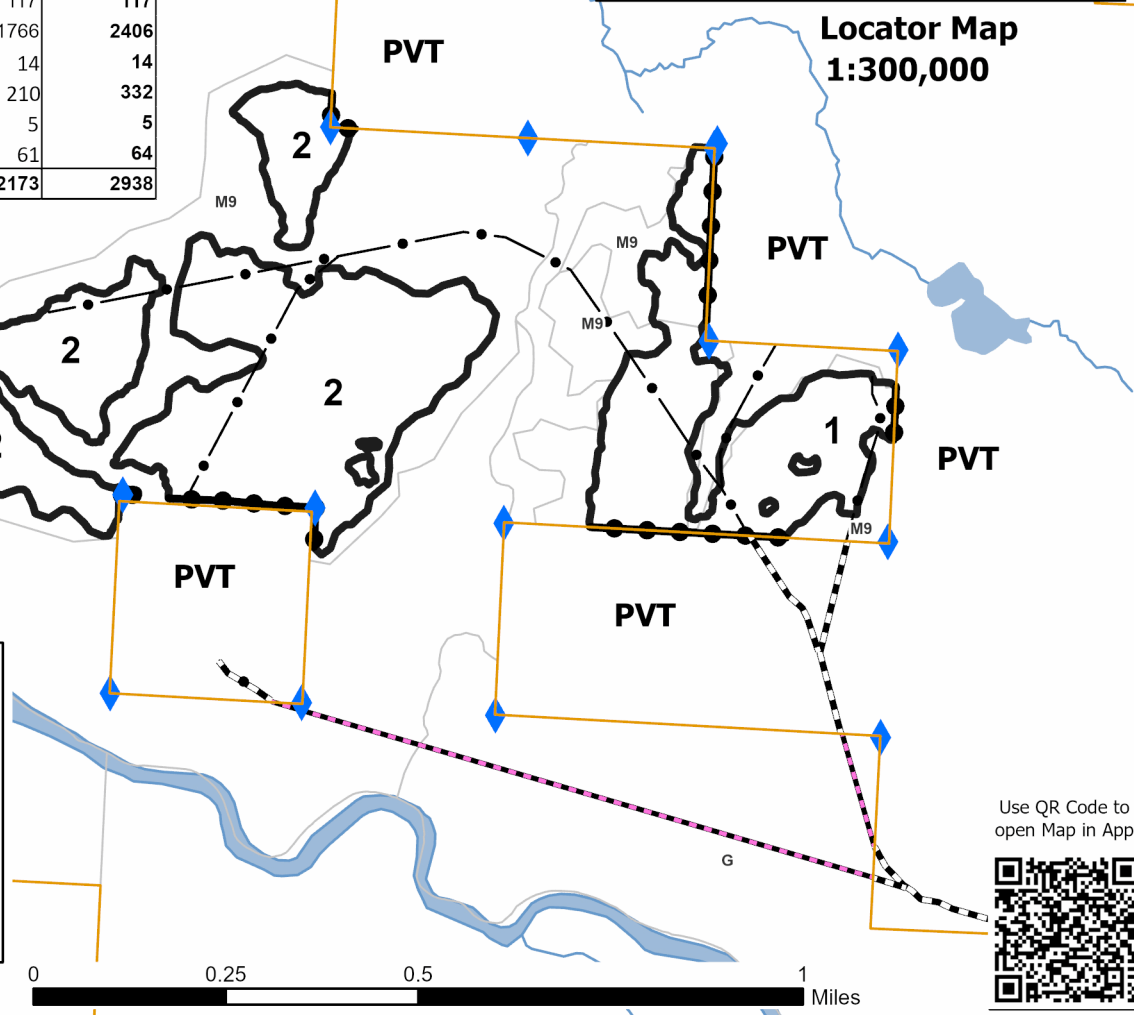 117 117
1766 2406
14 14
210 332
5 5
61 64
2173 2938
Locator Map
1:300,000
PVT
2
M9
M9
PVT
M9
2
2
1
PVT
M9
PVT
PVT
Use QR Code to
open Map in App
G
0 0.25 0.5 1
Miles